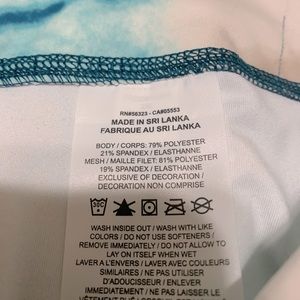 RN#56323 - CA#05553
MADE IN SRI LANKA
FABRIQUE AU SRI LANKA
BODY / CORPS: 79% POLYESTER
21% SPANDEX / ELASTHANNE
MESH / MAILLE FILET: 81% POLYESTER
19% SPANDEX / ELASTHANNE
EXCLUSIVE OF DECORATION /
DECORATION NON COMPRISE
WASH INSIDE OUT / WASH WITH LIKE
COLORS / DO NOT USE SOFTENERS /
REMOVE IMMEDIATELY / DO NOT ALLOW TO
LAY ON ITSELF WHEN WET
LAVER A L'ENVERS / LAVER AVEC COULEURS
SIMILAIRES / NE PAS UTILISER
D'ADOUCISSEUR / ENLEVER
IMMEDIATEMENT / NE PAS LAISSER LE
VÊTEMENT PLIÉ